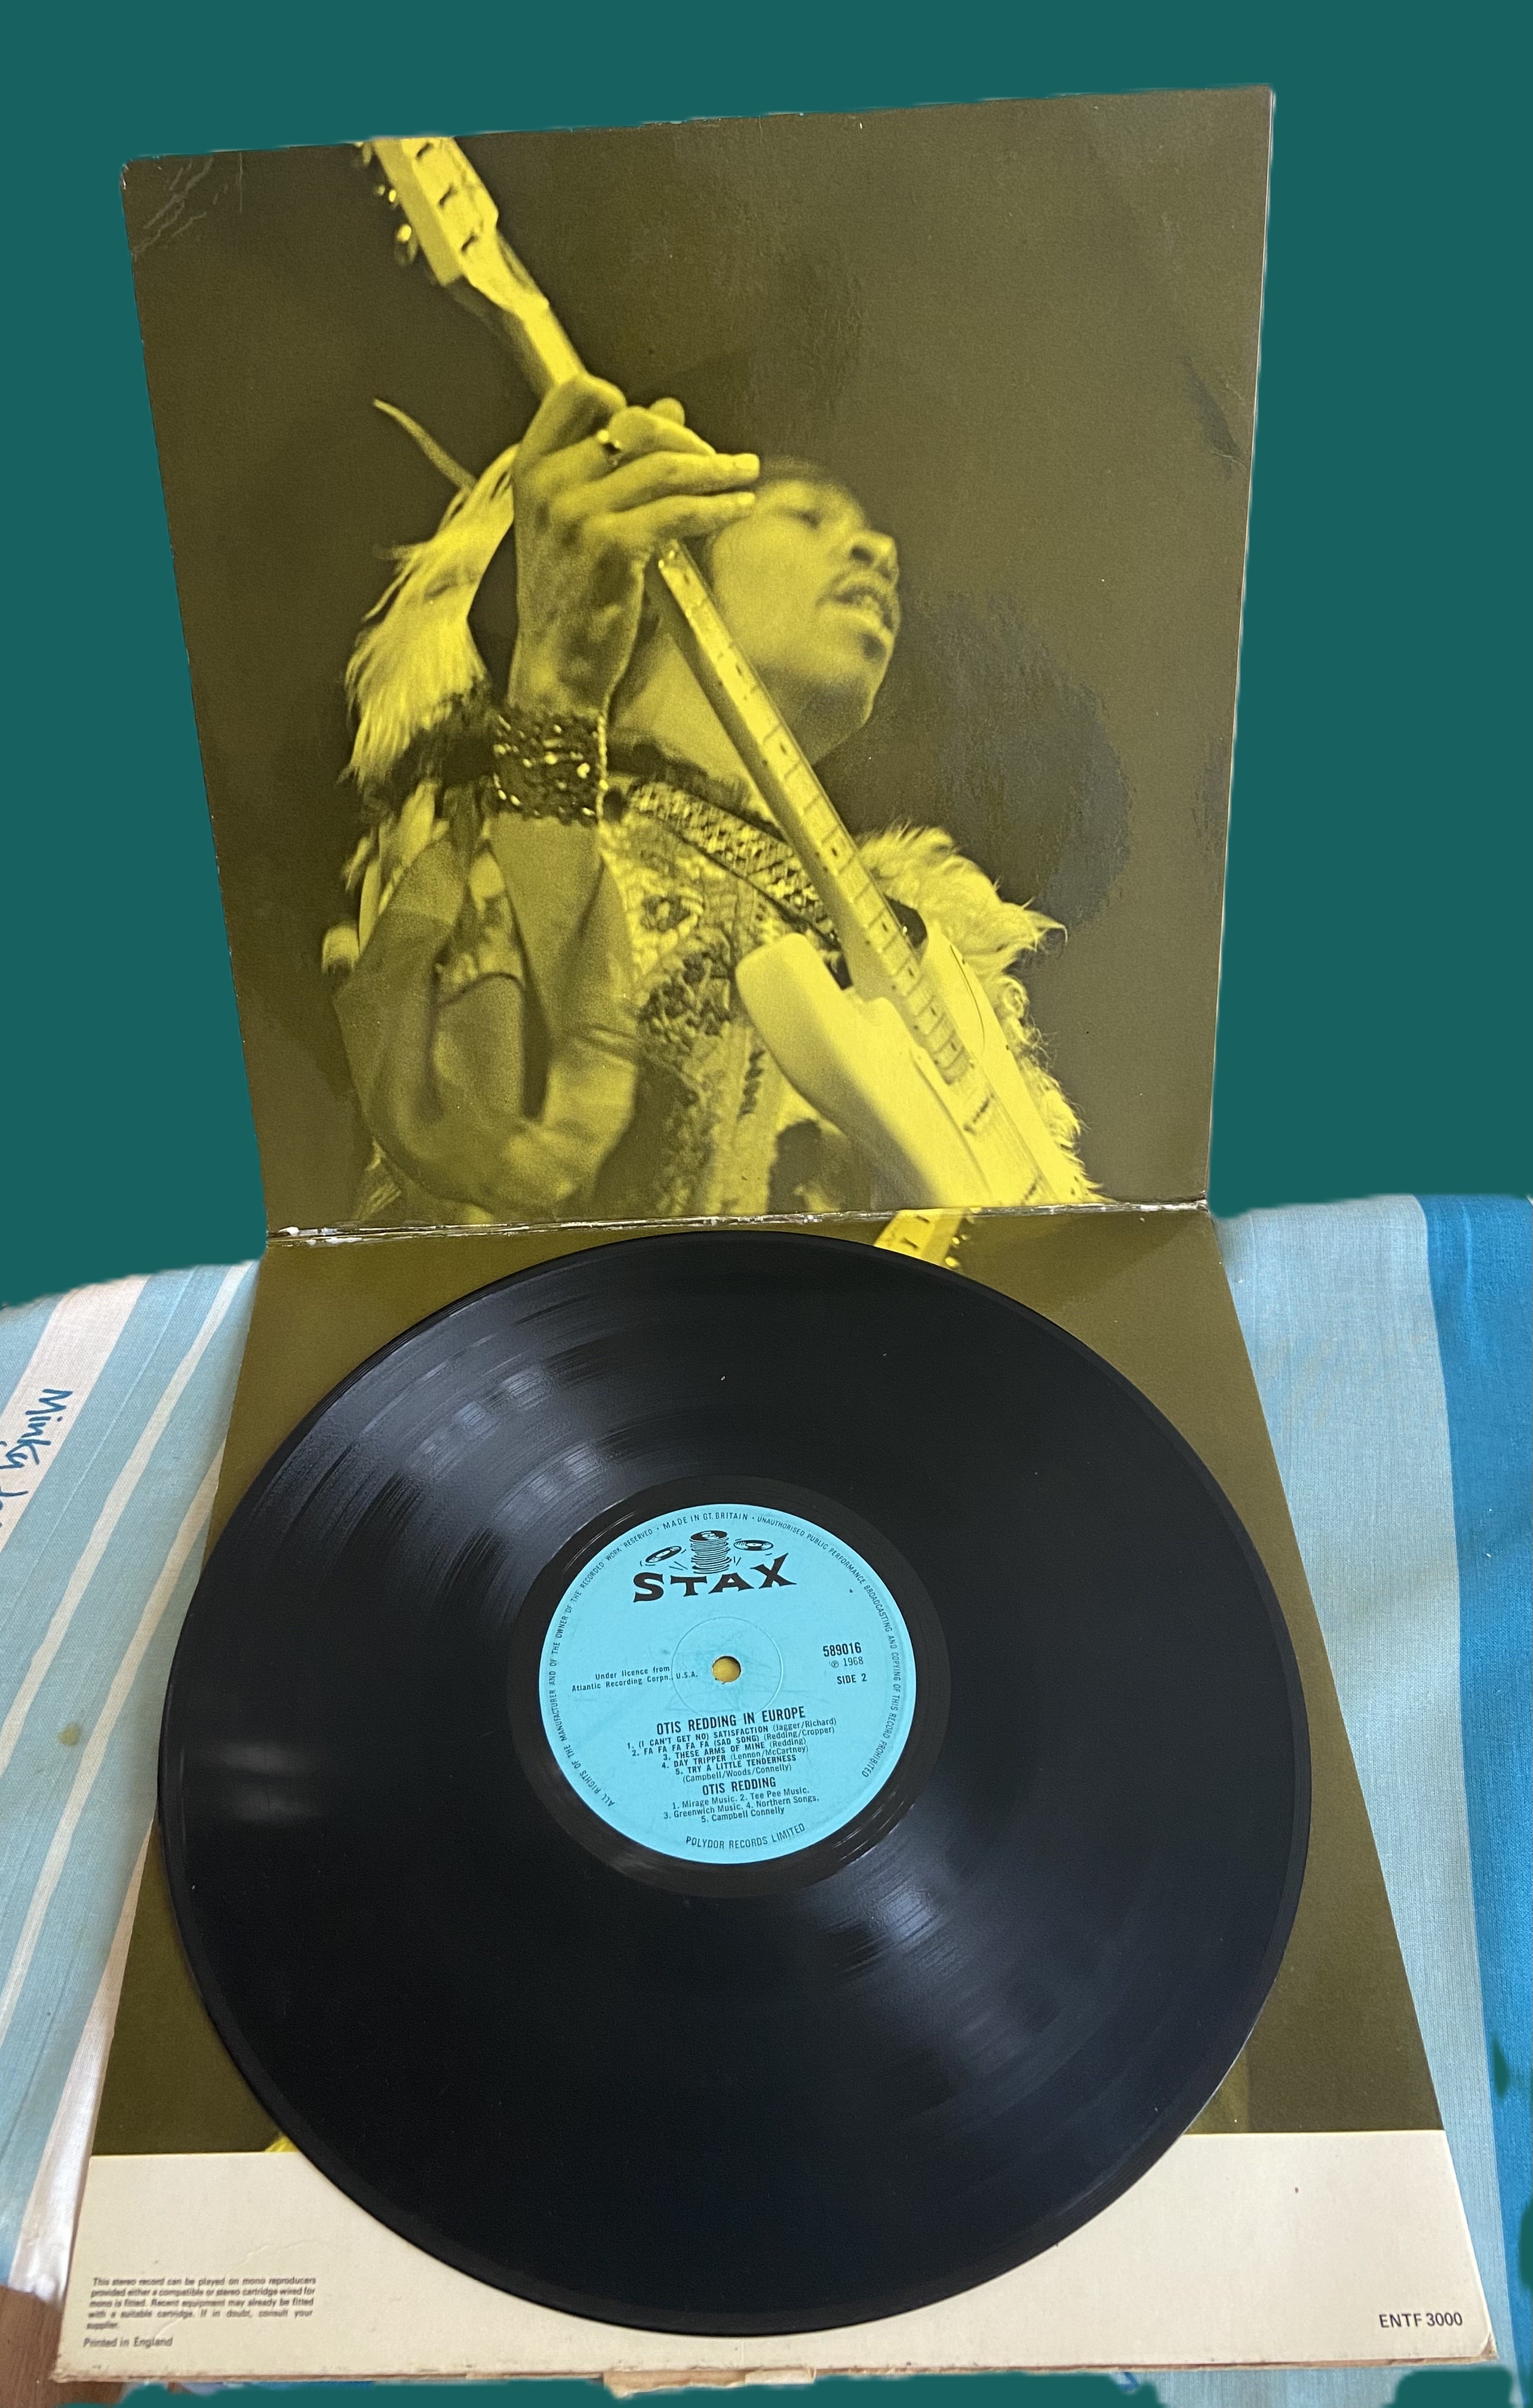 Minky
ALL RIGHTS OF THE MANUFACTURER AND OF THE OWNER OF THE RECORDED WORK RESERVED • MADE IN GT. BRITAIN • UNAUTHORISED PUBLIC PERFORMANCE BROADCASTING AND COPYING OF THIS RECORD PROHIBITED
STAX
589016
Ⓟ 1968
SIDE 2
Under licence from
Atlantic Recording Corpn., U.S.A.
OTIS REDDING IN EUROPE
1. (I CAN'T GET NO) SATISFACTION (Jagger/Richard)
2. FA FA FA FA FA (SAD SONG) (Redding/Cropper)
3. THESE ARMS OF MINE (Redding)
4. DAY TRIPPER (Lennon/McCartney)
5. TRY A LITTLE TENDERNESS
(Campbell/Woods/Connelly)
OTIS REDDING
1. Mirage Music. 2. Tee Pee Music.
3. Greenwich Music. 4. Northern Songs.
5. Campbell Connelly
POLYDOR RECORDS LIMITED
This stereo record can be played on mono reproducers
provided either a compatible or stereo cartridge wired for
mono is fitted. Recent equipment may already be fitted
with a suitable cartridge. If in doubt, consult your
supplier.
Printed in England
ENTF 3000